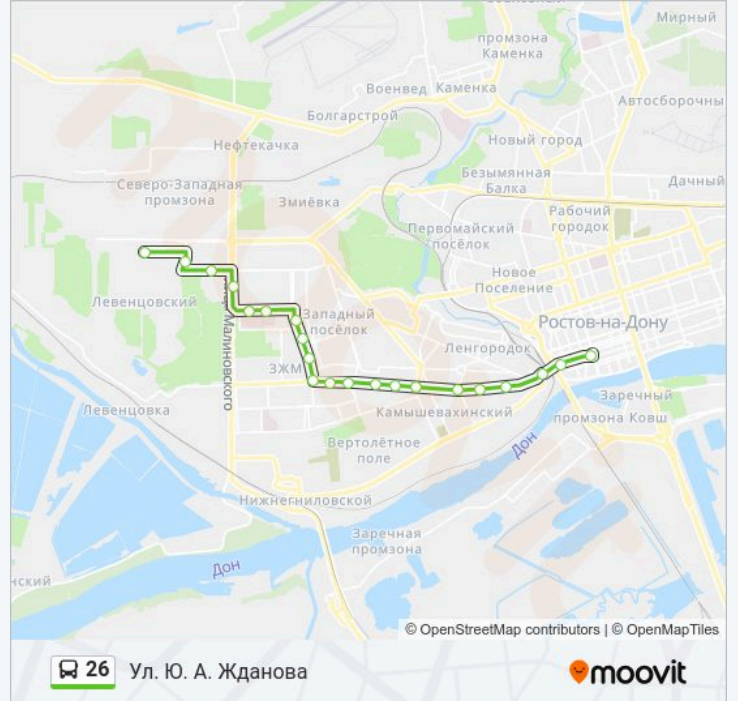 Мирный
промзона
Каменка
Военвед
Каменка
Автосборочны
Болгарстрой
Новый город
Нефтекачка
Безымянная
Балка
Дачный
Северо-Западная
промзона
Змиёвка
Рабочий
городок
Первомайский
посёлок
Новое
Поселение
Левенцовский
Западный
посёлок
Ростов-на-Дону
Малиновского
Ленгородок
ЗЖМ
Заречный
Левенцовка
Камышевахинский
промзона Ковш
Вертолётное
поле
Дон
Нижнегниловской
Заречная
промзона
Дон
нский
© OpenStreetMap contributors | © OpenMapTiles
26
Ул. Ю. А. Жданова
moovit